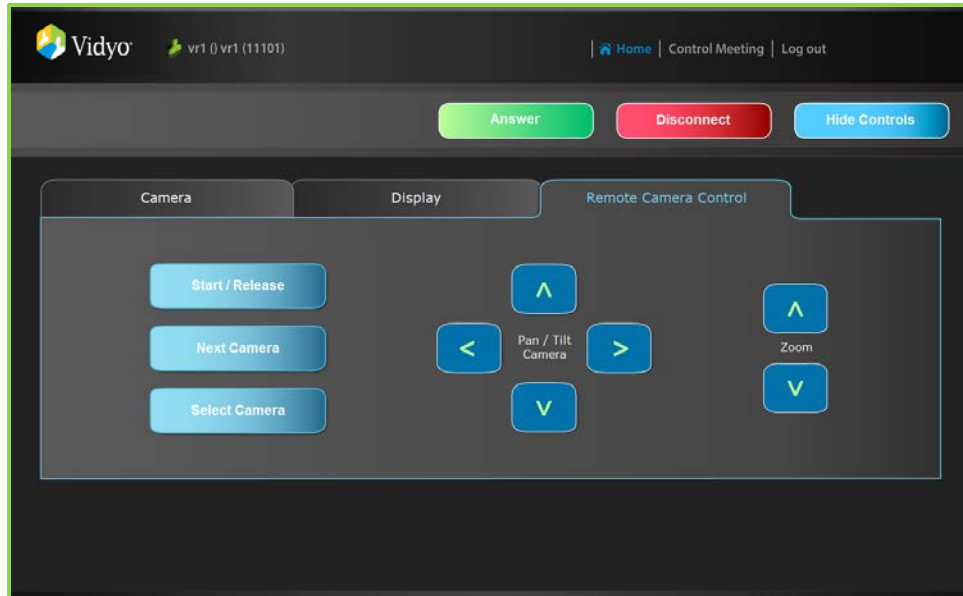 Vidyo
vr1 () vr1 (11101)
Home | Control Meeting | Log out
Answer
Disconnect
Hide Controls
Camera
Display
Remote Camera Control
Start / Release
Next Camera
Select Camera
Pan / Tilt
Camera
Zoom